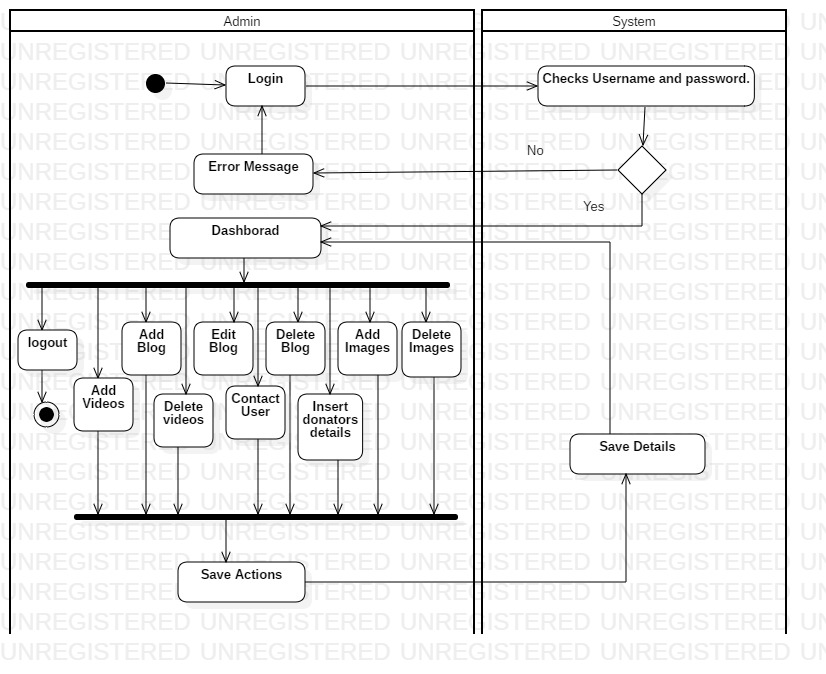 Admin
System
Login
Checks Username and password.
No
Error Message
Yes
Dashborad
logout
Add
Blog
Edit
Blog
Delete
Blog
Add
Images
Delete
Images
Add
Videos
Delete
videos
Contact
User
Insert
donators
details
Save Details
Save Actions
UNREGISTERED